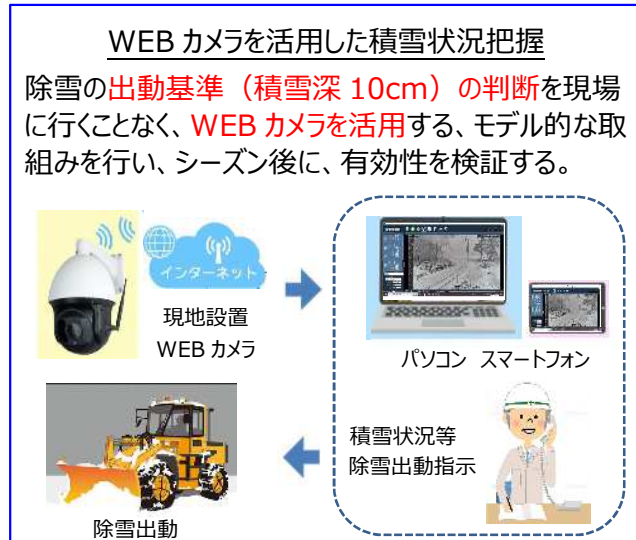 WEB カメラを活用した積雪状況把握
除雪の出動基準（積雪深 10cm）の判断を現場
に行くことなく、WEB カメラを活用する、モデル的な取
組みを行い、シーズン後に、有効性を検証する。
インターネット
現地設置
WEB カメラ
パソコン スマートフォン
積雪状況等
除雪出動指示
除雪出動